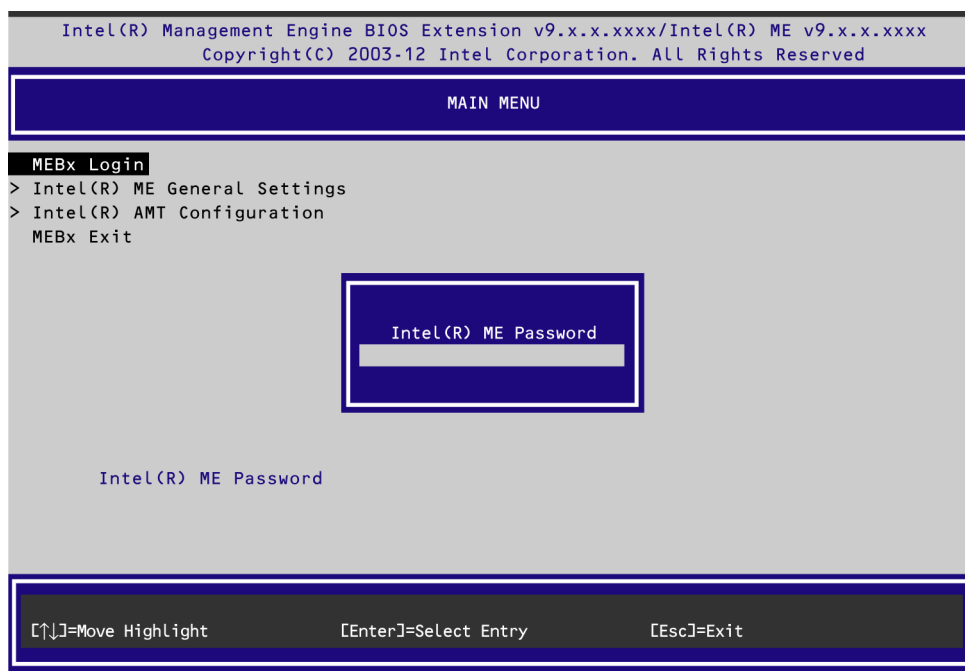 Intel(R) Management Engine BIOS Extension v9.x.x.xxxx/Intel(R) ME v9.x.x.xxxx
Copyright(C) 2003-12 Intel Corporation. All Rights Reserved
MAIN MENU
MEBx Login
> Intel(R) ME General Settings
> Intel(R) AMT Configuration
MEBx Exit
Intel(R) ME Password
Intel(R) ME Password
[↑↓]=Move Highlight [Enter]=Select Entry [Esc]=Exit